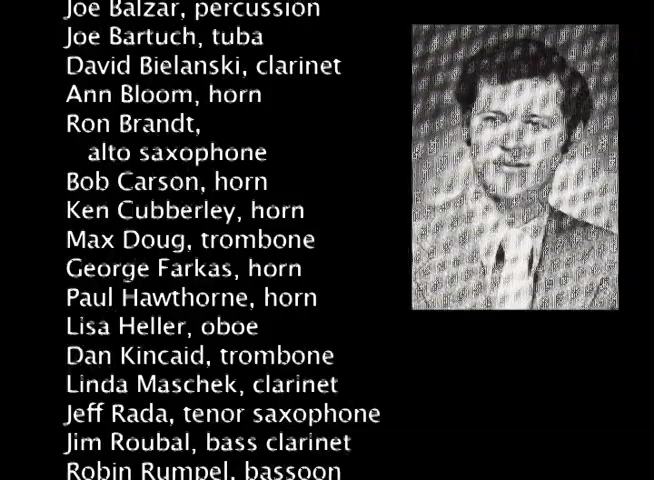 Joe Balzar, percussion
Joe Bartuch, tuba
David Bielanski, clarinet
Ann Bloom, horn
Ron Brandt,
alto saxophone
Bob Carson, horn
Ken Cubberley, horn
Max Doug, trombone
George Farkas, horn
Paul Hawthorne, horn
Lisa Heller, oboe
Dan Kincaid, trombone
Linda Maschek, clarinet
Jeff Rada, tenor saxophone
Jim Roubal, bass clarinet
Robin Rumpel, bassoon